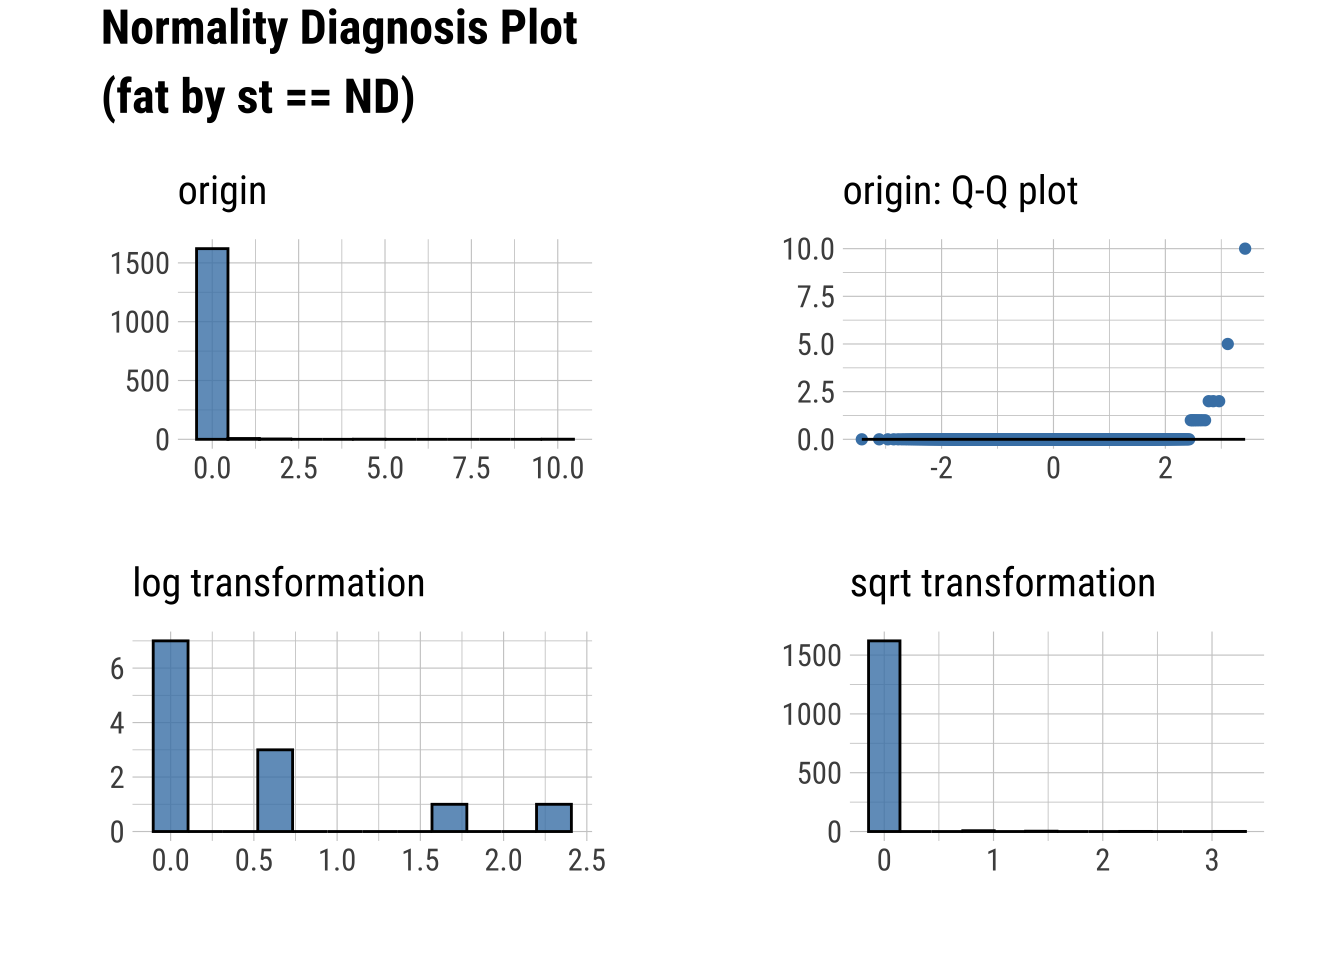 Normality Diagnosis Plot
(fat by st == ND)
origin
1500
1000
500
0
0.0 2.5 5.0 7.5 10.0
origin: Q-Q plot
10.0
7.5
5.0
2.5
0.0
-2 0 2
log transformation
6
4
2
0
0.0 0.5 1.0 1.5 2.0 2.5
sqrt transformation
1500
1000
500
0
0 1 2 3